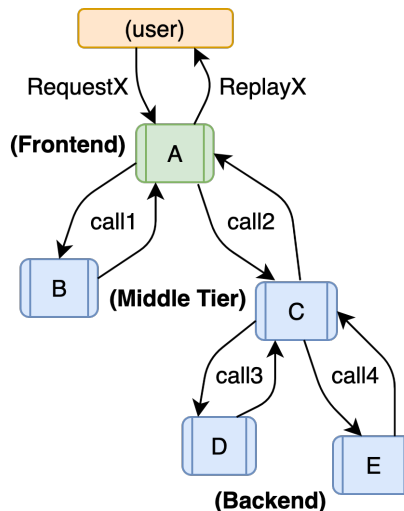 (user)
RequestX
ReplayX
(Frontend)
A
call1
call2
B
(Middle Tier)
C
call3
call4
D
E
(Backend)